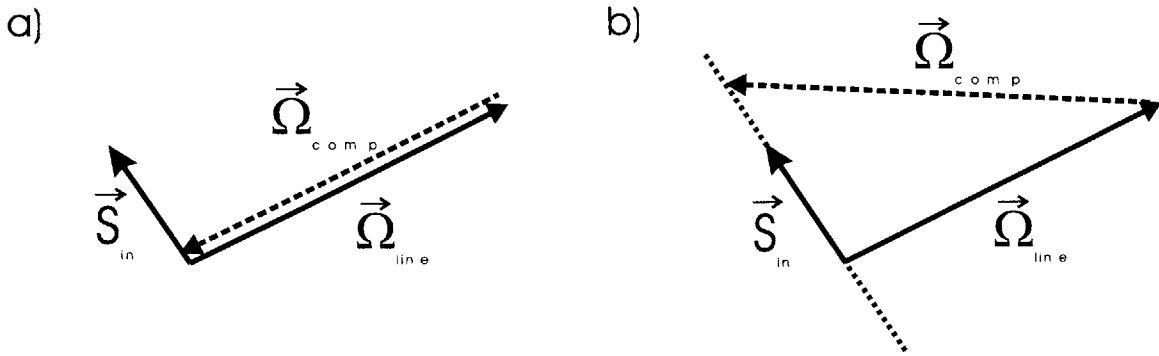 a)
Ω comp
S in
Ω line
b)
Ω comp
S in
Ω line